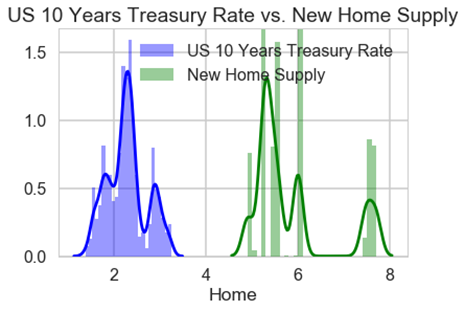 US 10 Years Treasury Rate vs. New Home Supply
US 10 Years Treasury Rate
New Home Supply
1.5
1.0
0.5
0.0
2 4 6 8
Home